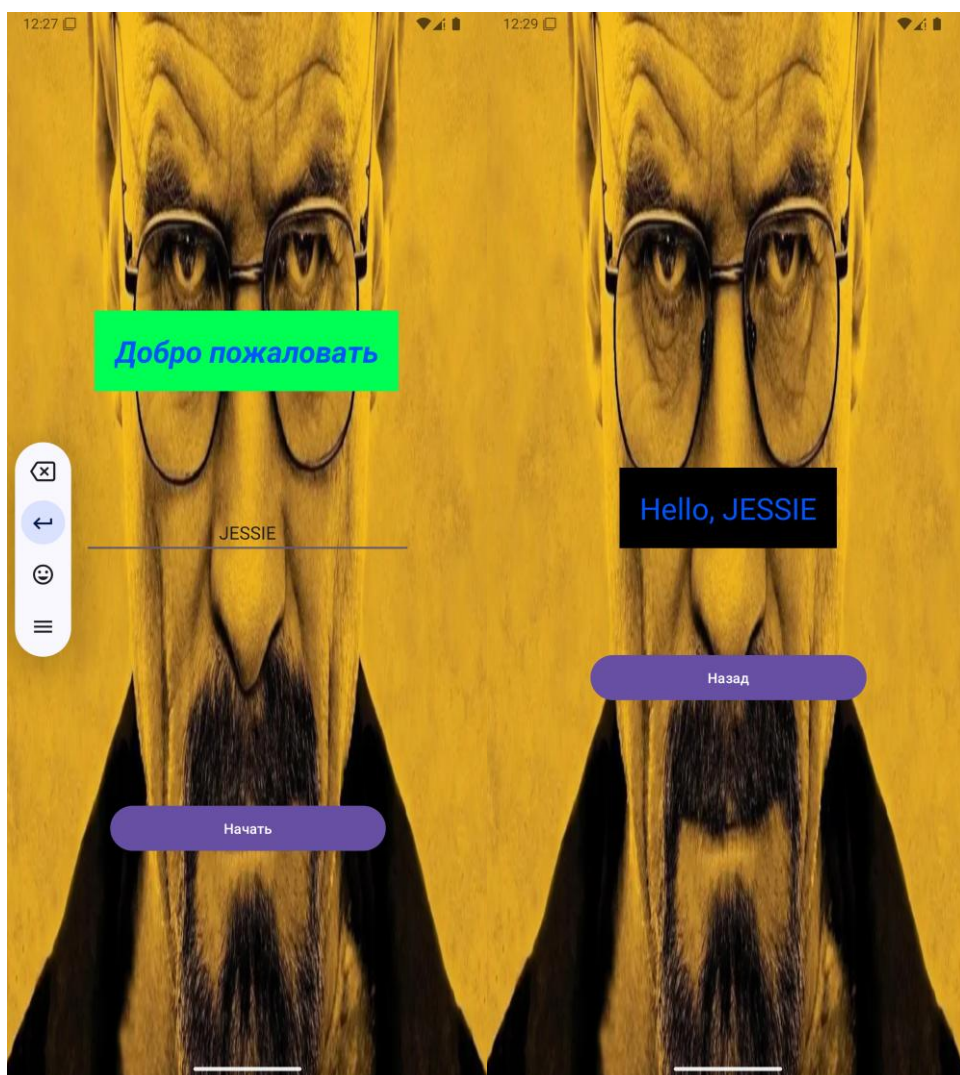 12:27
Добро пожаловать
JESSIE
Начать
12:29
Hello, JESSIE
Назад